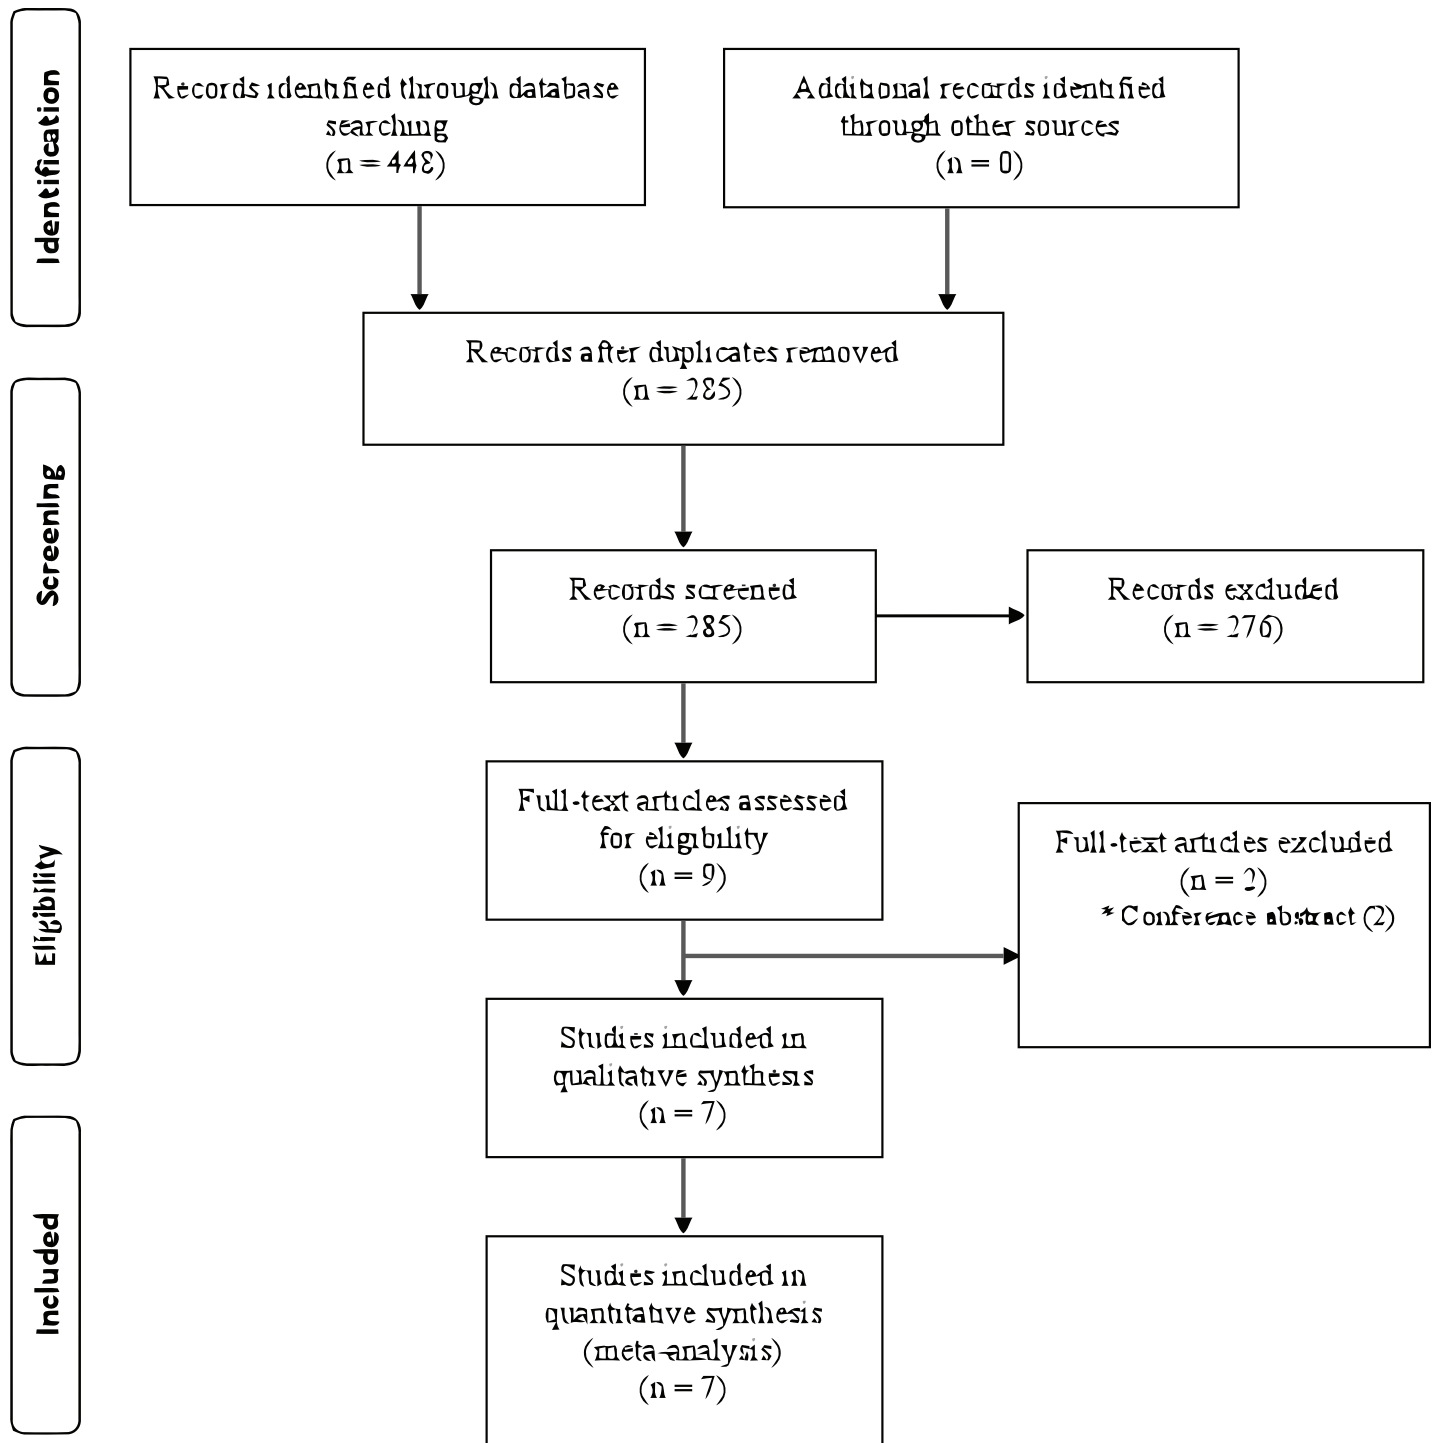 Identification
Records identified through database
searching
(n = 448)
Additional records identified
through other sources
(n = 0)
Records after duplicates removed
(n = 285)
Screening
Records screened
(n = 285)
Records excluded
(n = 276)
Eligibility
Full-text articles assessed
for eligibility
(n = 9)
Full-text articles excluded
(n = 2)
* Conference abstract (2)
Studies included in
qualitative synthesis
(n = 7)
Included
Studies included in
quantitative synthesis
(meta-analysis)
(n = 7)